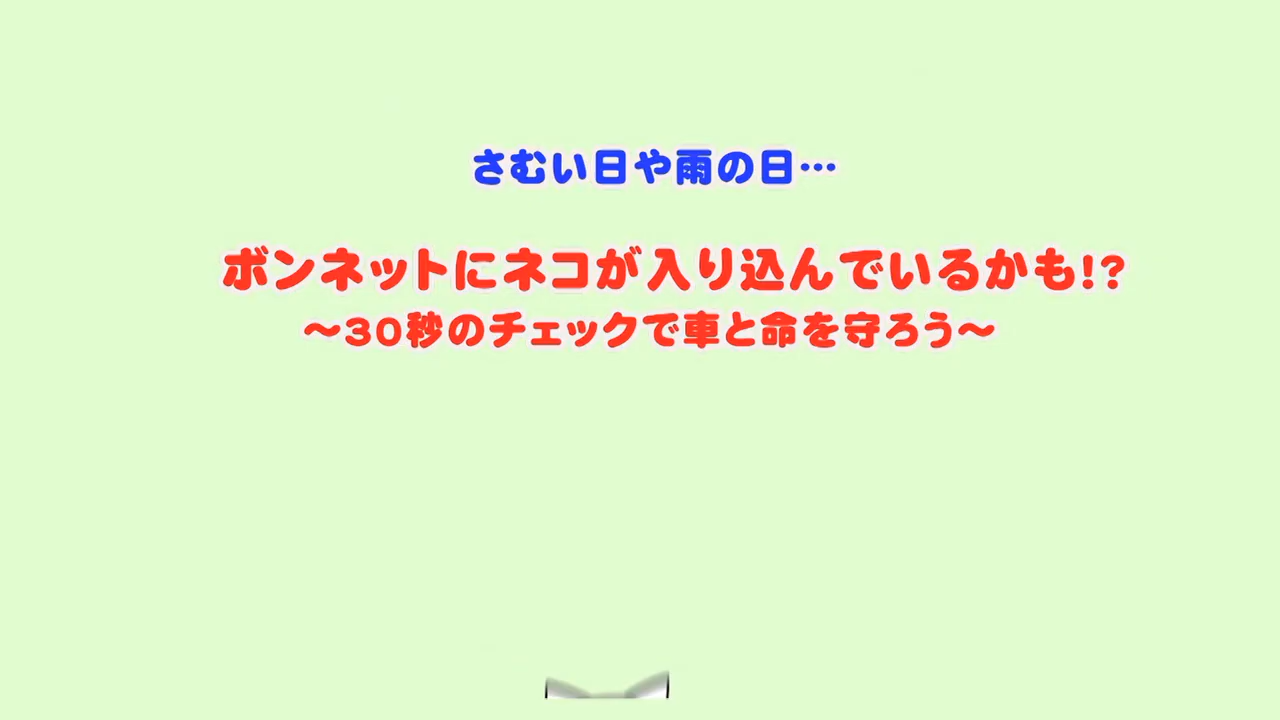 さむい日や雨の日…
ボンネットにネコが入り込んでいるかも!?
〜30秒のチェックで車と命を守ろう〜